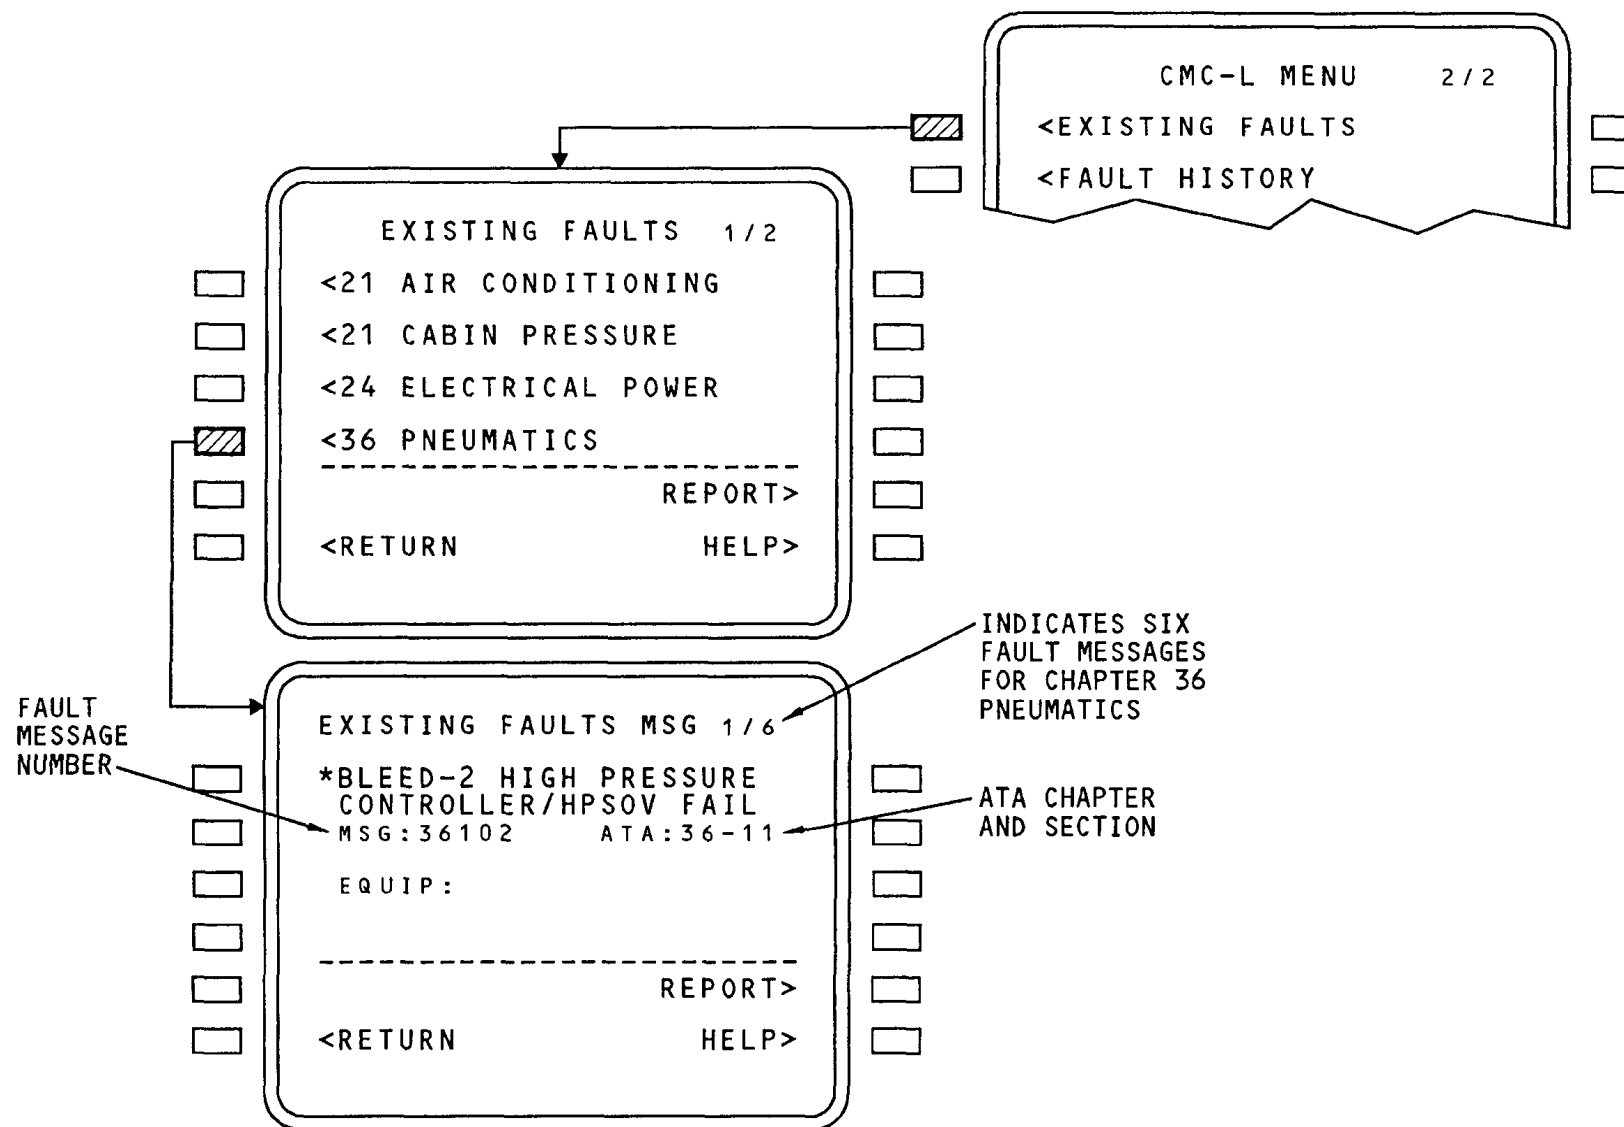 CMC-L MENU 2/2
<EXISTING FAULTS
<FAULT HISTORY
EXISTING FAULTS 1/2
<21 AIR CONDITIONING
<21 CABIN PRESSURE
<24 ELECTRICAL POWER
<36 PNEUMATICS
REPORT>
<RETURN HELP>
INDICATES SIX
FAULT MESSAGES
FOR CHAPTER 36
PNEUMATICS
FAULT
MESSAGE
NUMBER
EXISTING FAULTS MSG 1/6
*BLEED-2 HIGH PRESSURE
CONTROLLER/HPSOV FAIL
MSG:36102 ATA:36-11
EQUIP:
REPORT>
<RETURN HELP>
ATA CHAPTER
AND SECTION